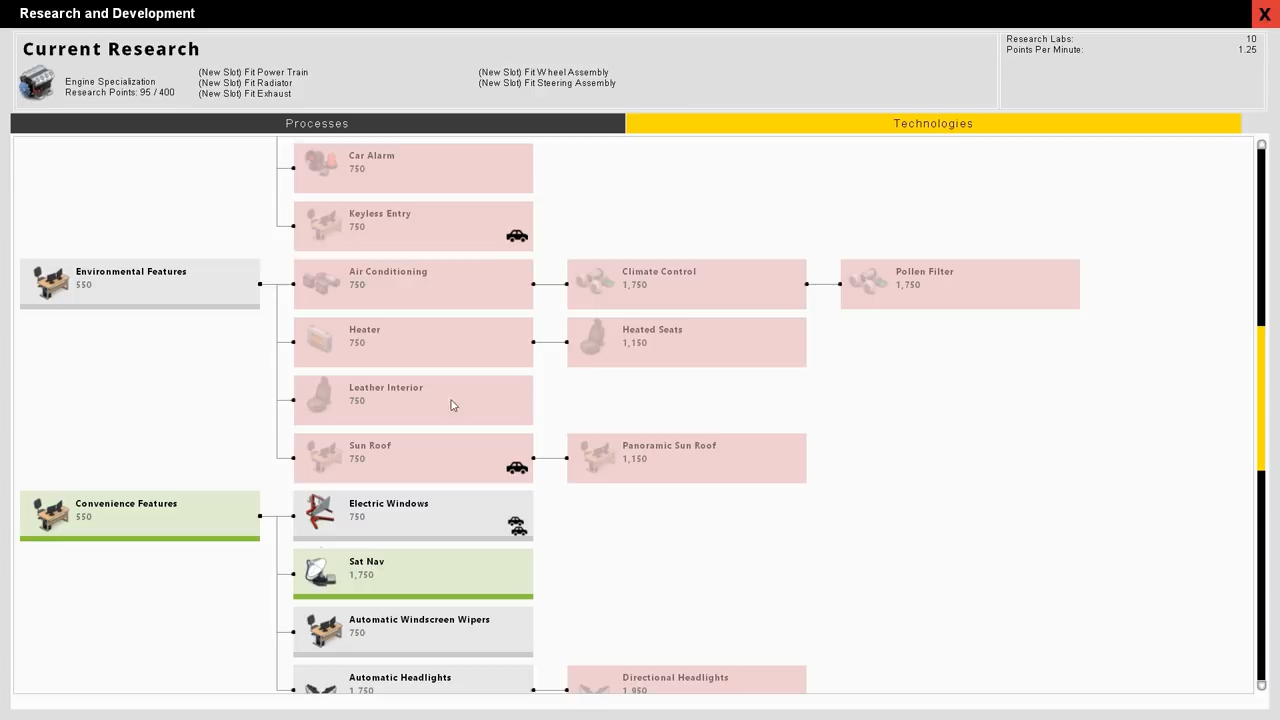 Research and Development
X
Current Research
Engine Specialization
Research Points: 95 / 400
(New Slot) Fit Power Train
(New Slot) Fit Radiator
(New Slot) Fit Exhaust
(New Slot) Fit Wheel Assembly
(New Slot) Fit Steering Assembly
Research Labs: 10
Points Per Minute: 1.25
Processes
Technologies
Car Alarm
750
Keyless Entry
750
Environmental Features
550
Air Conditioning
750
Climate Control
1,750
Pollen Filter
1,750
Heater
750
Heated Seats
1,150
Leather Interior
750
Sun Roof
750
Panoramic Sun Roof
1,150
Convenience Features
550
Electric Windows
750
Sat Nav
1,750
Automatic Windscreen Wipers
750
Automatic Headlights
1,750
Directional Headlights
1,950